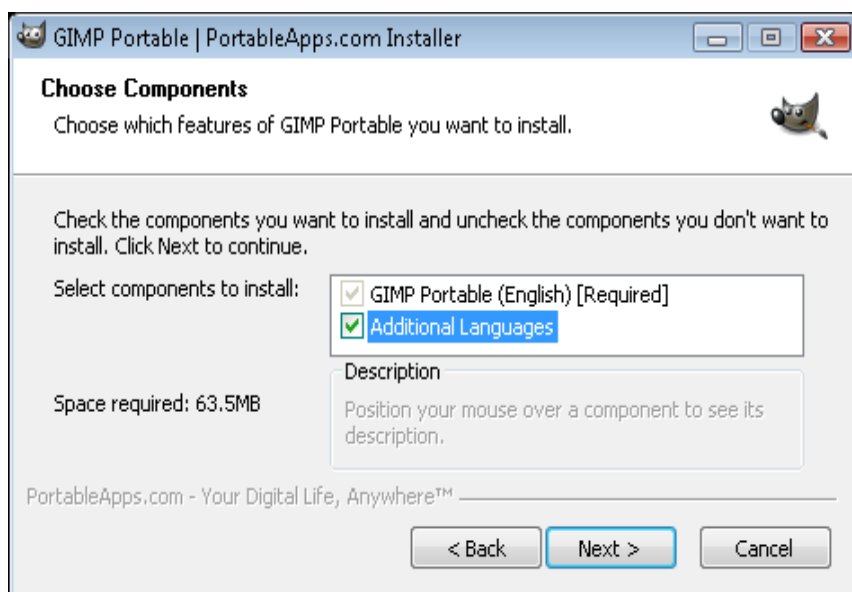 GIMP Portable | PortableApps.com Installer
Choose Components
Choose which features of GIMP Portable you want to install.
Check the components you want to install and uncheck the components you don't want to
install. Click Next to continue.
Select components to install:
GIMP Portable (English) [Required]
Additional Languages
Space required: 63.5MB
Description
Position your mouse over a component to see its
description.
PortableApps.com - Your Digital Life, Anywhere™
< Back
Next >
Cancel